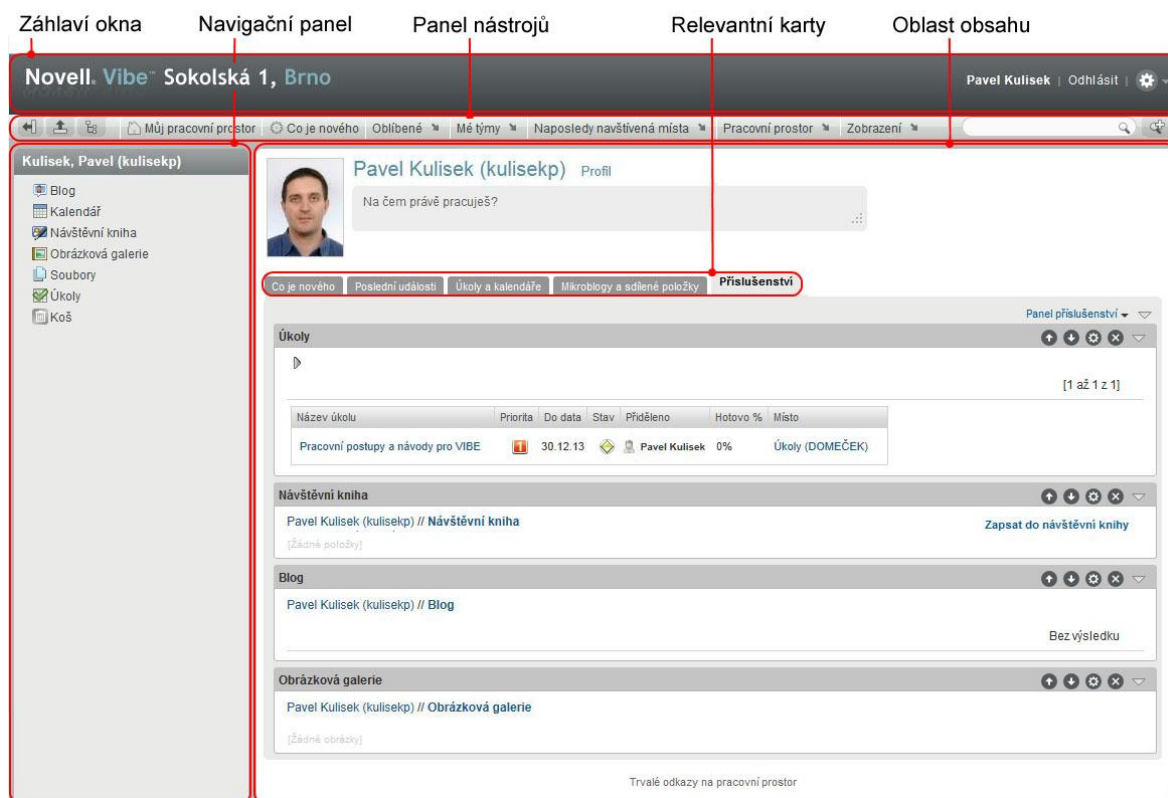 Záhlaví okna Navigační panel Panel nástrojů Relevantní karty Oblast obsahu
Novell. Vibe™ Sokolská 1, Brno
Pavel Kulisek | Odhlásit |
Můj pracovní prostor Co je nového Oblíbené Mé týmy Naposledy navštívená místa Pracovní prostor Zobrazení
Kulisek, Pavel (kulisekp)
Blog
Kalendář
Návštěvní kniha
Obrázková galerie
Soubory
Úkoly
Koš
Pavel Kulisek (kulisekp) Profil
Na čem právě pracuješ?
Co je nového Poslední události Úkoly a kalendáře Mikroblogy a sdílené položky Příslušenství
Panel příslušenství
Úkoly
[1 až 1 z 1]
Název úkolu Priorita Do data Stav Přiděleno Hotovo % Místo
Pracovní postupy a návody pro VIBE 30.12.13 Pavel Kulisek 0% Úkoly (DOMEČEK)
Návštěvní kniha
Pavel Kulisek (kulisekp) // Návštěvní kniha
Zapsat do návštěvní knihy
[Žádné položky]
Blog
Pavel Kulisek (kulisekp) // Blog
Bez výsledku
Obrázková galerie
Pavel Kulisek (kulisekp) // Obrázková galerie
[Žádné obrázky]
Trvalé odkazy na pracovní prostor